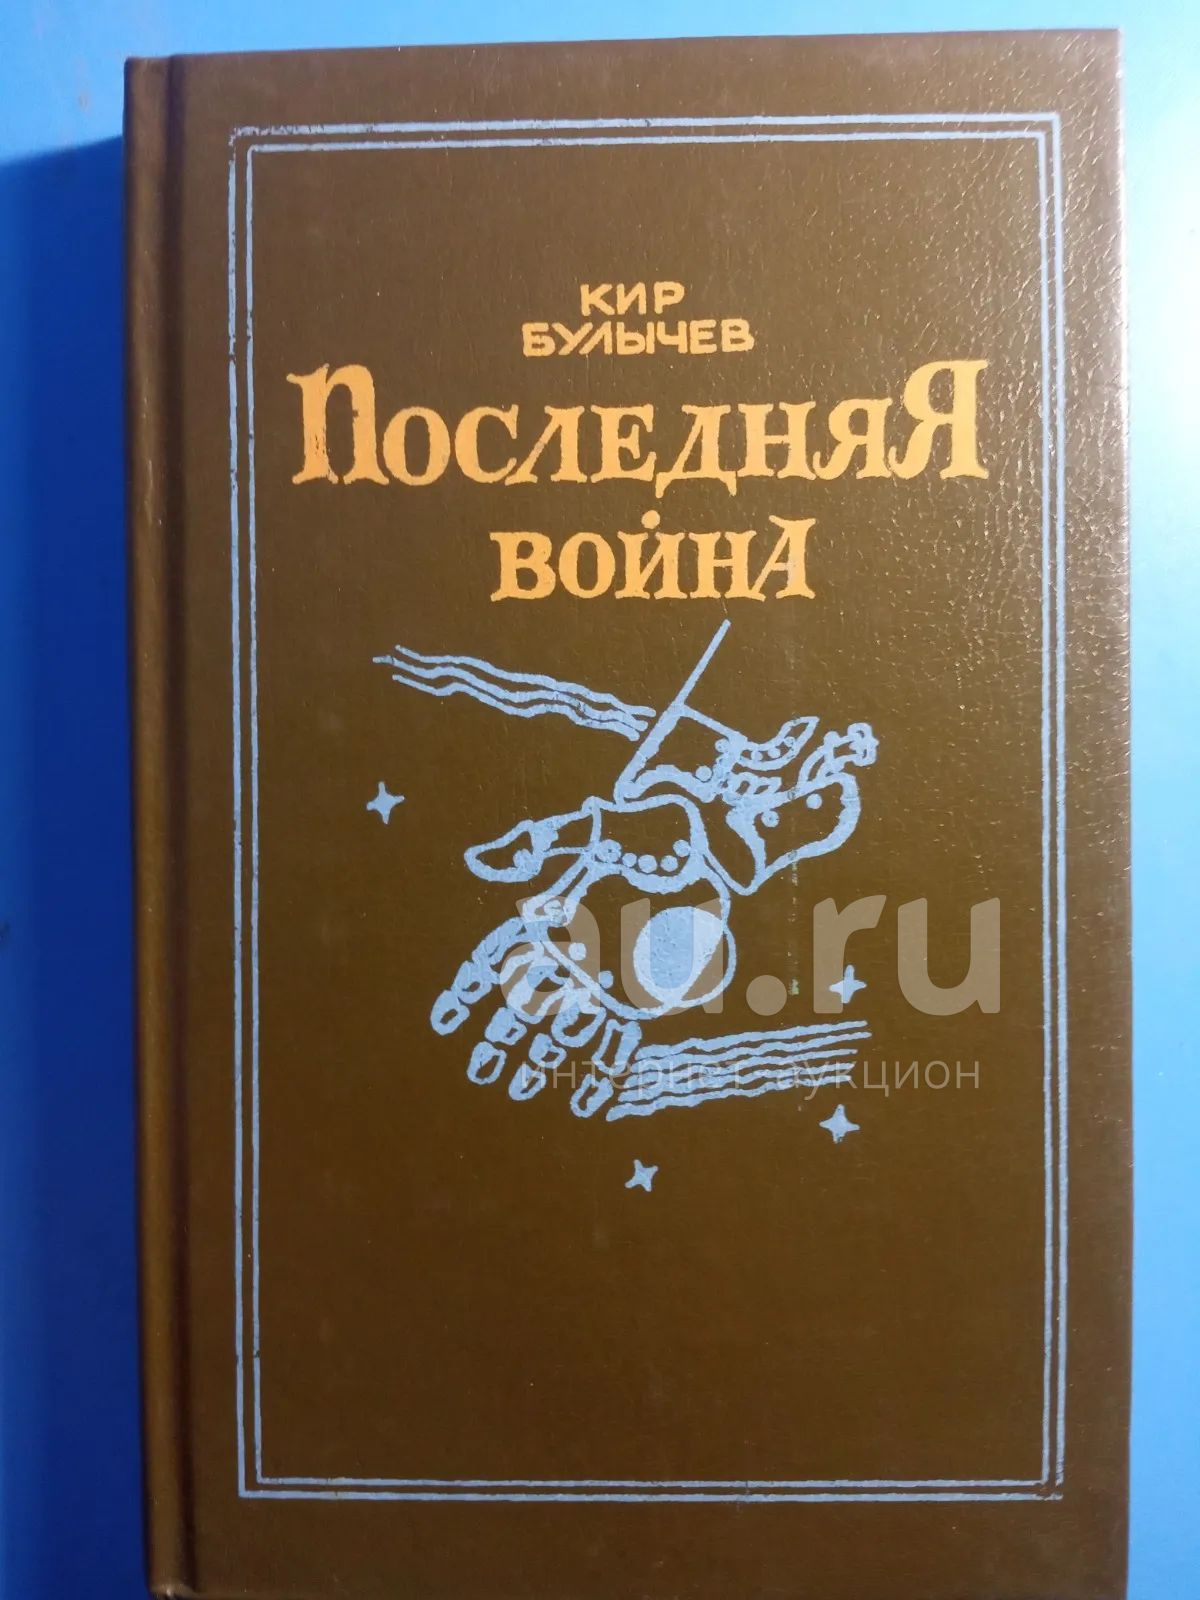 КИР
БУЛЫЧЕВ
ПОСЛЕДНЯЯ
ВОЙНА
au.ru
интернет-аукцион